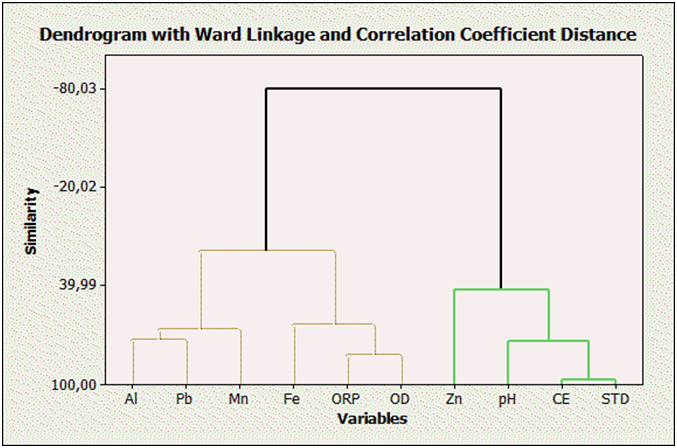 Dendrogram with Ward Linkage and Correlation Coefficient Distance
-80,03
-20,02
39,99
100,00
Similarity
Al Pb Mn Fe ORP OD Zn pH CE STD
Variables